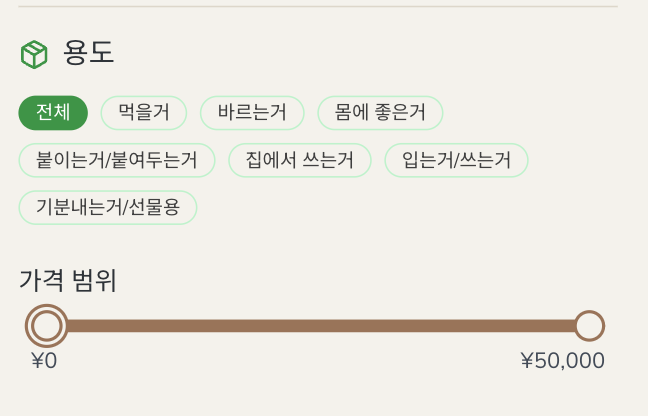 용도
전체 먹을거 바르는거 몸에 좋은거
붙이는거/붙여두는거 집에서 쓰는거 입는거/쓰는거
기분내는거/선물용
가격 범위
¥0 ¥50,000